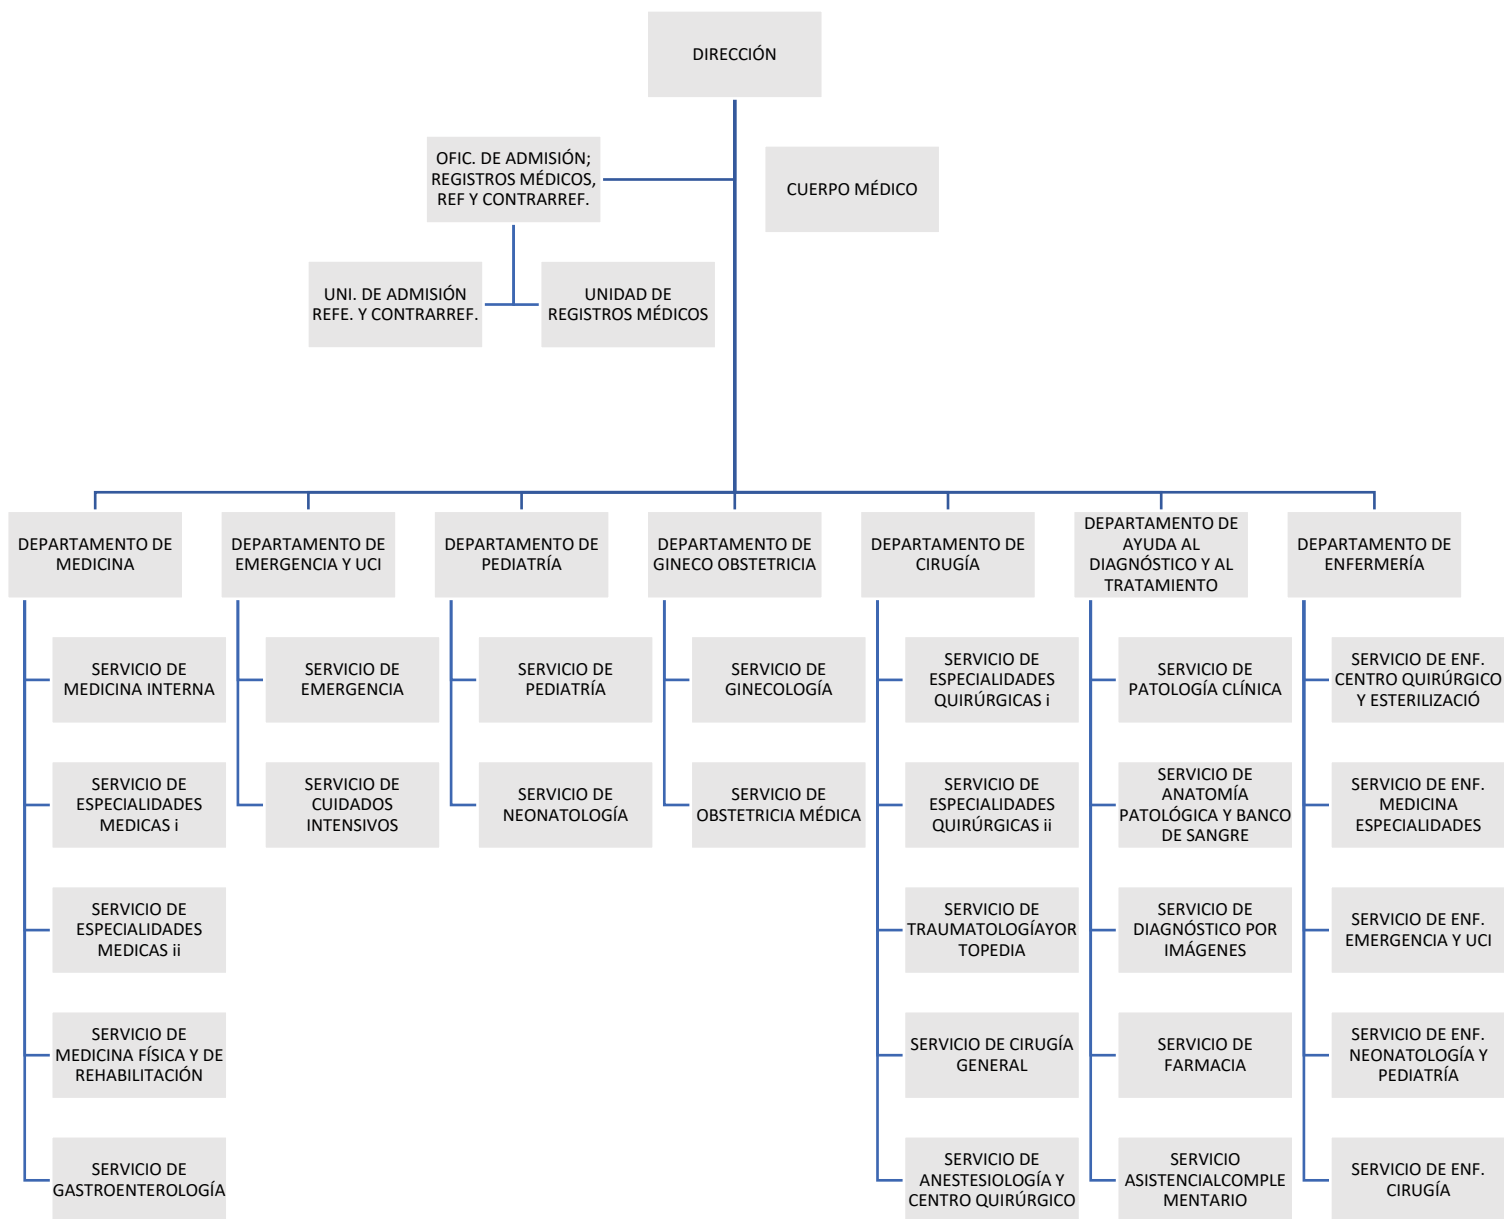 DIRECCIÓN
OFIC. DE ADMISIÓN;
REGISTROS MÉDICOS,
REF Y CONTRARREF.
CUERPO MÉDICO
UNI. DE ADMISIÓN
REFE. Y CONTRARREF.
UNIDAD DE
REGISTROS MÉDICOS
DEPARTAMENTO DE
MEDICINA
DEPARTAMENTO DE
EMERGENCIA Y UCI
DEPARTAMENTO DE
PEDIATRÍA
DEPARTAMENTO DE
GINECO OBSTETRICIA
DEPARTAMENTO DE
CIRUGÍA
DEPARTAMENTO DE
AYUDA AL
DIAGNÓSTICO Y AL
TRATAMIENTO
DEPARTAMENTO DE
ENFERMERÍA
SERVICIO DE
MEDICINA INTERNA
SERVICIO DE
EMERGENCIA
SERVICIO DE
PEDIATRÍA
SERVICIO DE
GINECOLOGÍA
SERVICIO DE
ESPECIALIDADES
QUIRÚRGICAS i
SERVICIO DE
PATOLOGÍA CLÍNICA
SERVICIO DE ENF.
CENTRO QUIRÚRGICO
Y ESTERILIZACIÓ
SERVICIO DE
ESPECIALIDADES
MEDICAS i
SERVICIO DE
CUIDADOS
INTENSIVOS
SERVICIO DE
NEONATOLOGÍA
SERVICIO DE
OBSTETRICIA MÉDICA
SERVICIO DE
ESPECIALIDADES
QUIRÚRGICAS ii
SERVICIO DE
ANATOMÍA
PATOLÓGICA Y BANCO
DE SANGRE
SERVICIO DE ENF.
MEDICINA
ESPECIALIDADES
SERVICIO DE
ESPECIALIDADES
MEDICAS ii
SERVICIO DE
TRAUMATOLOGÍAYOR
TOPEDIA
SERVICIO DE
DIAGNÓSTICO POR
IMÁGENES
SERVICIO DE ENF.
EMERGENCIA Y UCI
SERVICIO DE
MEDICINA FÍSICA Y DE
REHABILITACIÓN
SERVICIO DE CIRUGÍA
GENERAL
SERVICIO DE
FARMACIA
SERVICIO DE ENF.
NEONATOLOGÍA Y
PEDIATRÍA
SERVICIO DE
GASTROENTEROLOGÍA
SERVICIO DE
ANESTESIOLOGÍA Y
CENTRO QUIRÚRGICO
SERVICIO
ASISTENCIALCOMPLE
MENTARIO
SERVICIO DE ENF.
CIRUGÍA